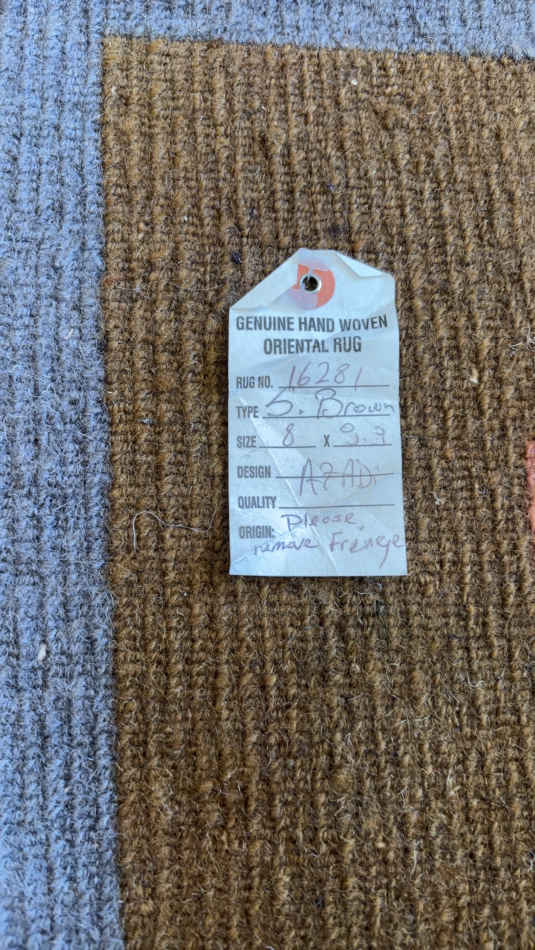 GENUINE HAND WOVEN
ORIENTAL RUG
RUG NO. 16281
TYPE S. Brown
SIZE 8 X 9.9
DESIGN AZADI
QUALITY
ORIGIN: Please
remove Frenge